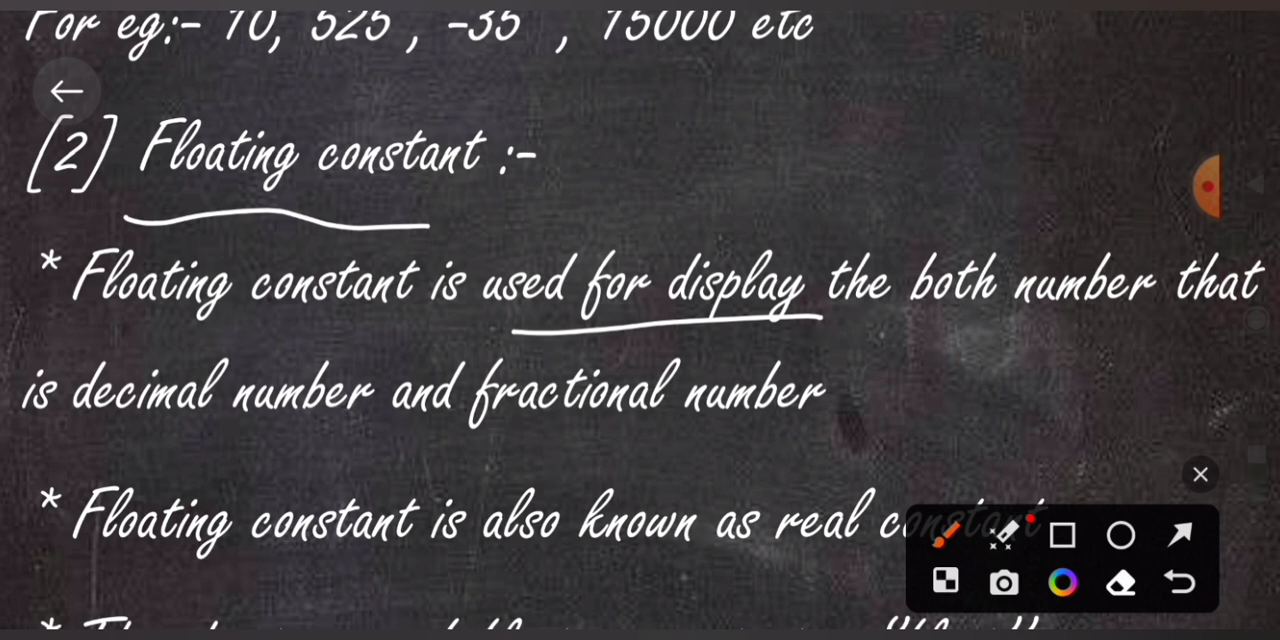 For eg:- 10, 525 , -35 , 15000 etc
[2] Floating constant :-
* Floating constant is used for display the both number that
is decimal number and fractional number
* Floating constant is also known as real constant